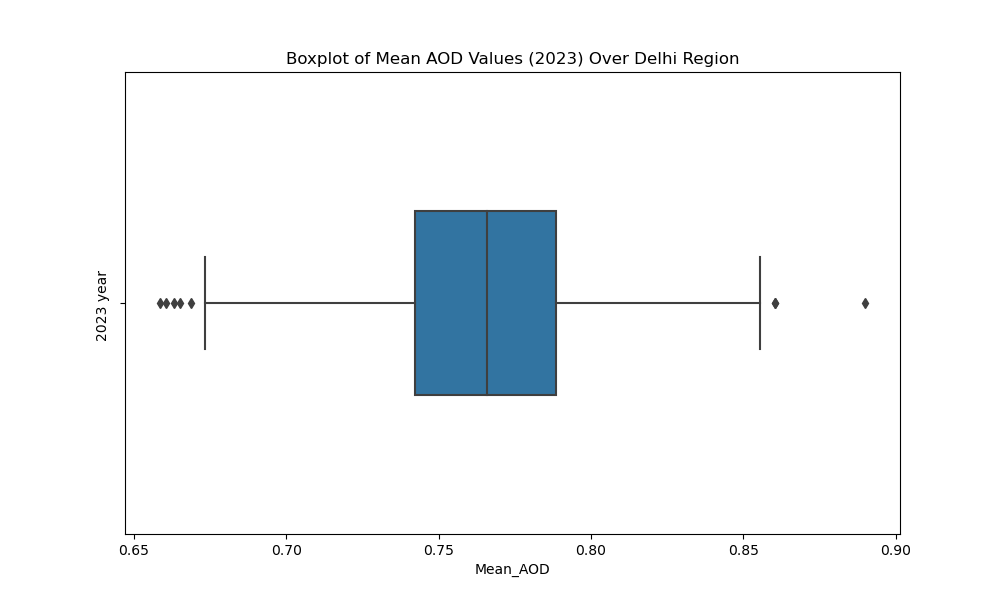 Boxplot of Mean AOD Values (2023) Over Delhi Region
2023 year
0.65 0.70 0.75 0.80 0.85 0.90
Mean_AOD